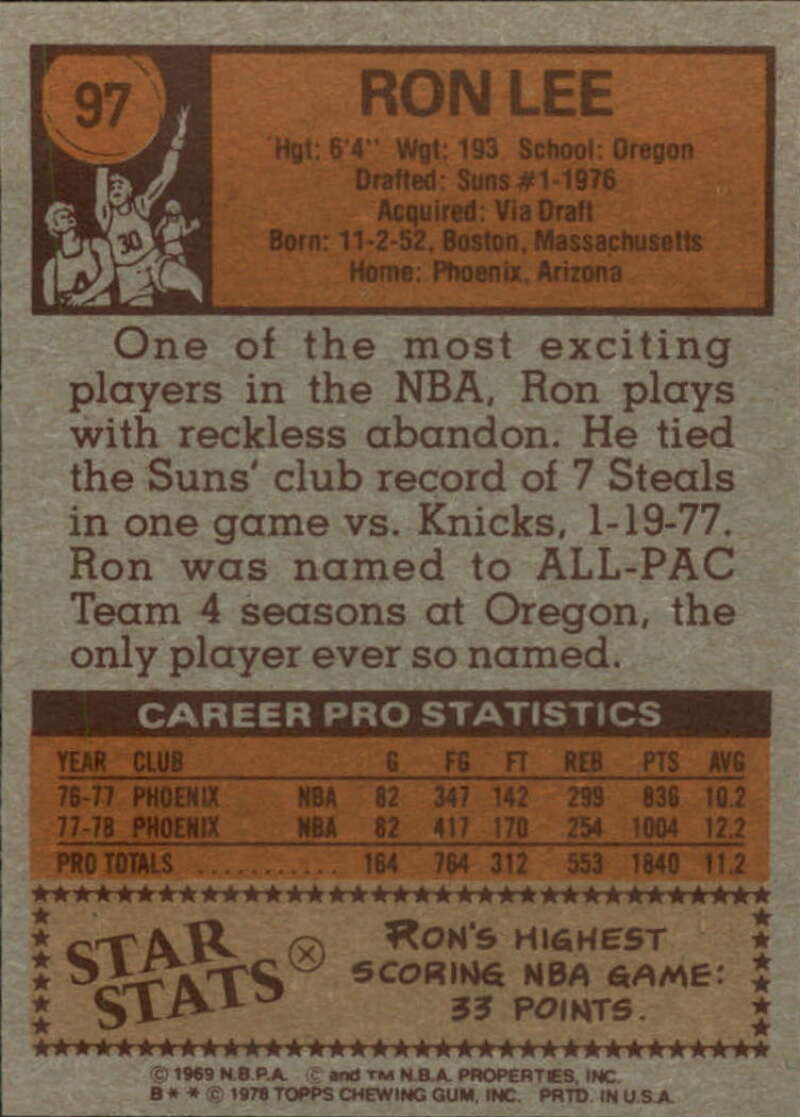 97
RON LEE
Hgt: 6'4" Wgt: 193 School: Oregon
Drafted: Suns #1-1976
Acquired: Via Draft
Born: 11-2-52, Boston, Massachusetts
Home: Phoenix, Arizona
30
One of the most exciting
players in the NBA, Ron plays
with reckless abandon. He tied
the Suns' club record of 7 Steals
in one game vs. Knicks, 1-19-77.
Ron was named to ALL-PAC
Team 4 seasons at Oregon, the
only player ever so named.
CAREER PRO STATISTICS
YEAR CLUB G FG FT REB PTS AVG
76-77 PHOENIX NBA 82 347 142 299 836 10.2
77-78 PHOENIX NBA 82 417 170 254 1004 12.2
PRO TOTALS ........... 164 764 312 553 1840 11.2
STAR
STATS
RON'S HIGHEST
SCORING NBA GAME:
33 POINTS.
© 1969 N.B.P.A. © and TM N.B.A. PROPERTIES, INC.
B* * © 1978 TOPPS CHEWING GUM, INC. PRTD. IN U.S.A.